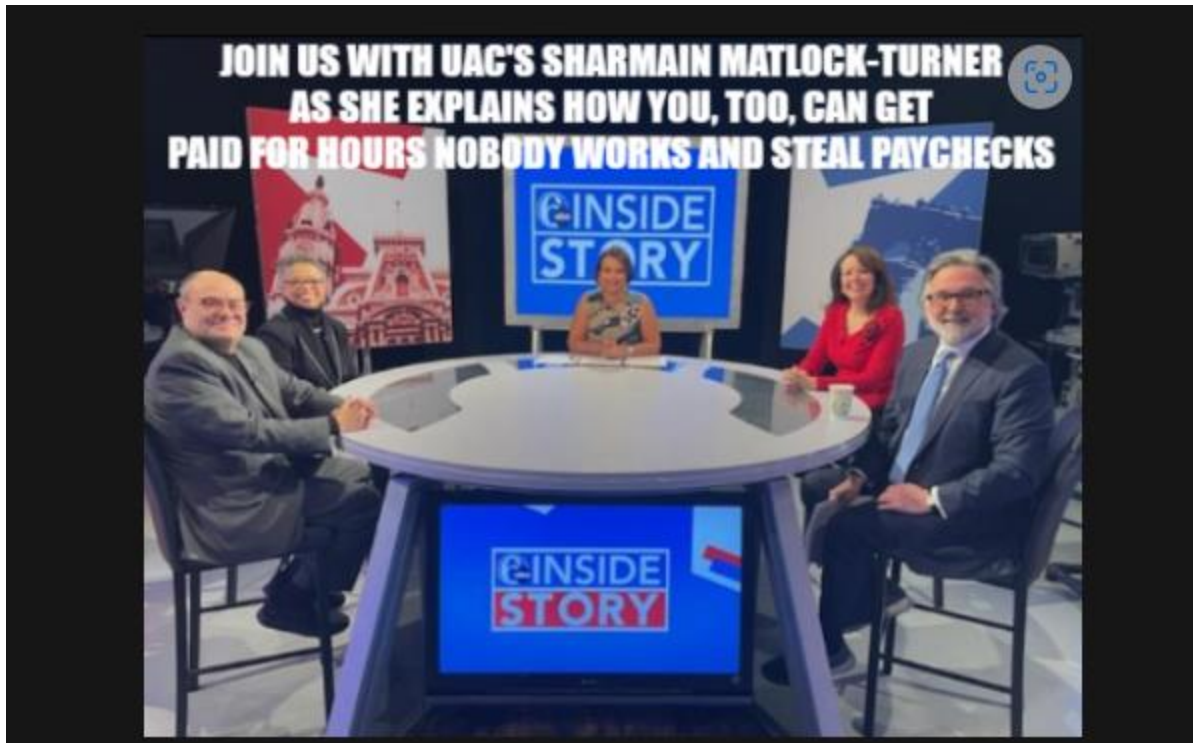 JOIN US WITH UAC'S SHARMAIN MATLOCK-TURNER
AS SHE EXPLAINS HOW YOU, TOO, CAN GET
PAID FOR HOURS NOBODY WORKS AND STEAL PAYCHECKS
INSIDE
STORY
INSIDE
STORY